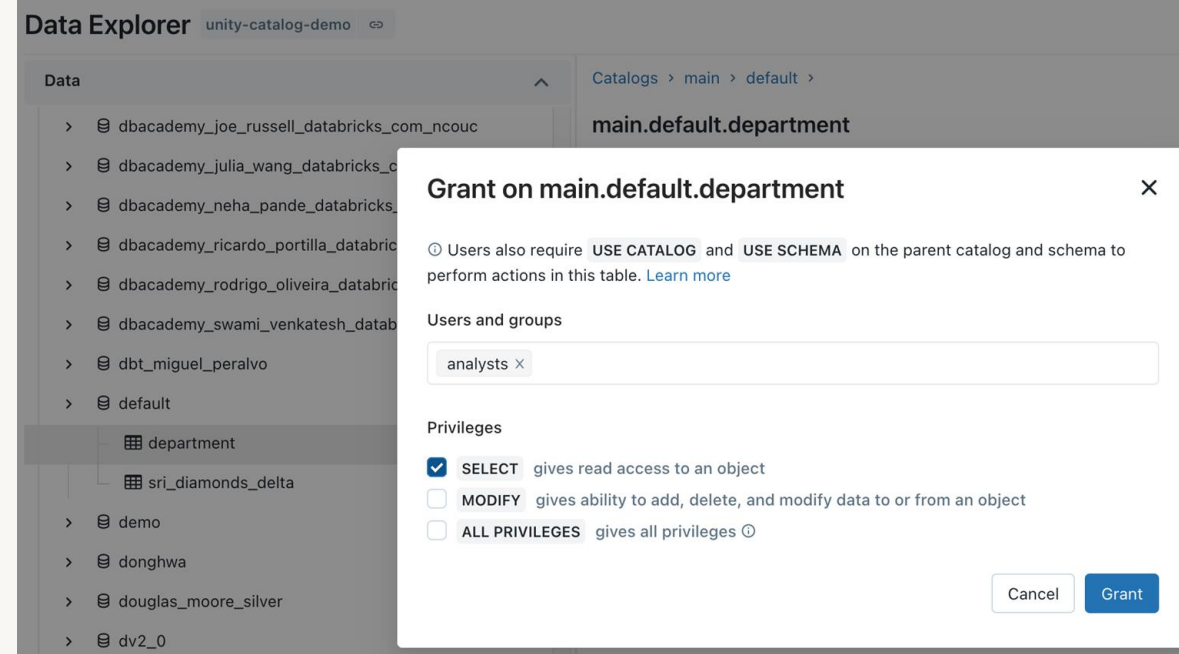 Data Explorer unity-catalog-demo
Data
dbacademy_joe_russell_databricks_com_ncouc
dbacademy_julia_wang_databricks_c
dbacademy_neha_pande_databricks_
dbacademy_ricardo_portilla_databric
dbacademy_rodrigo_oliveira_databric
dbacademy_swami_venkatesh_datab
dbt_miguel_peralvo
default
department
sri_diamonds_delta
demo
donghwa
douglas_moore_silver
dv2_0
Catalogs > main > default >
main.default.department
Grant on main.default.department
Users also require USE CATALOG and USE SCHEMA on the parent catalog and schema to
perform actions in this table. Learn more
Users and groups
analysts
Privileges
SELECT gives read access to an object
MODIFY gives ability to add, delete, and modify data to or from an object
ALL PRIVILEGES gives all privileges
Cancel Grant